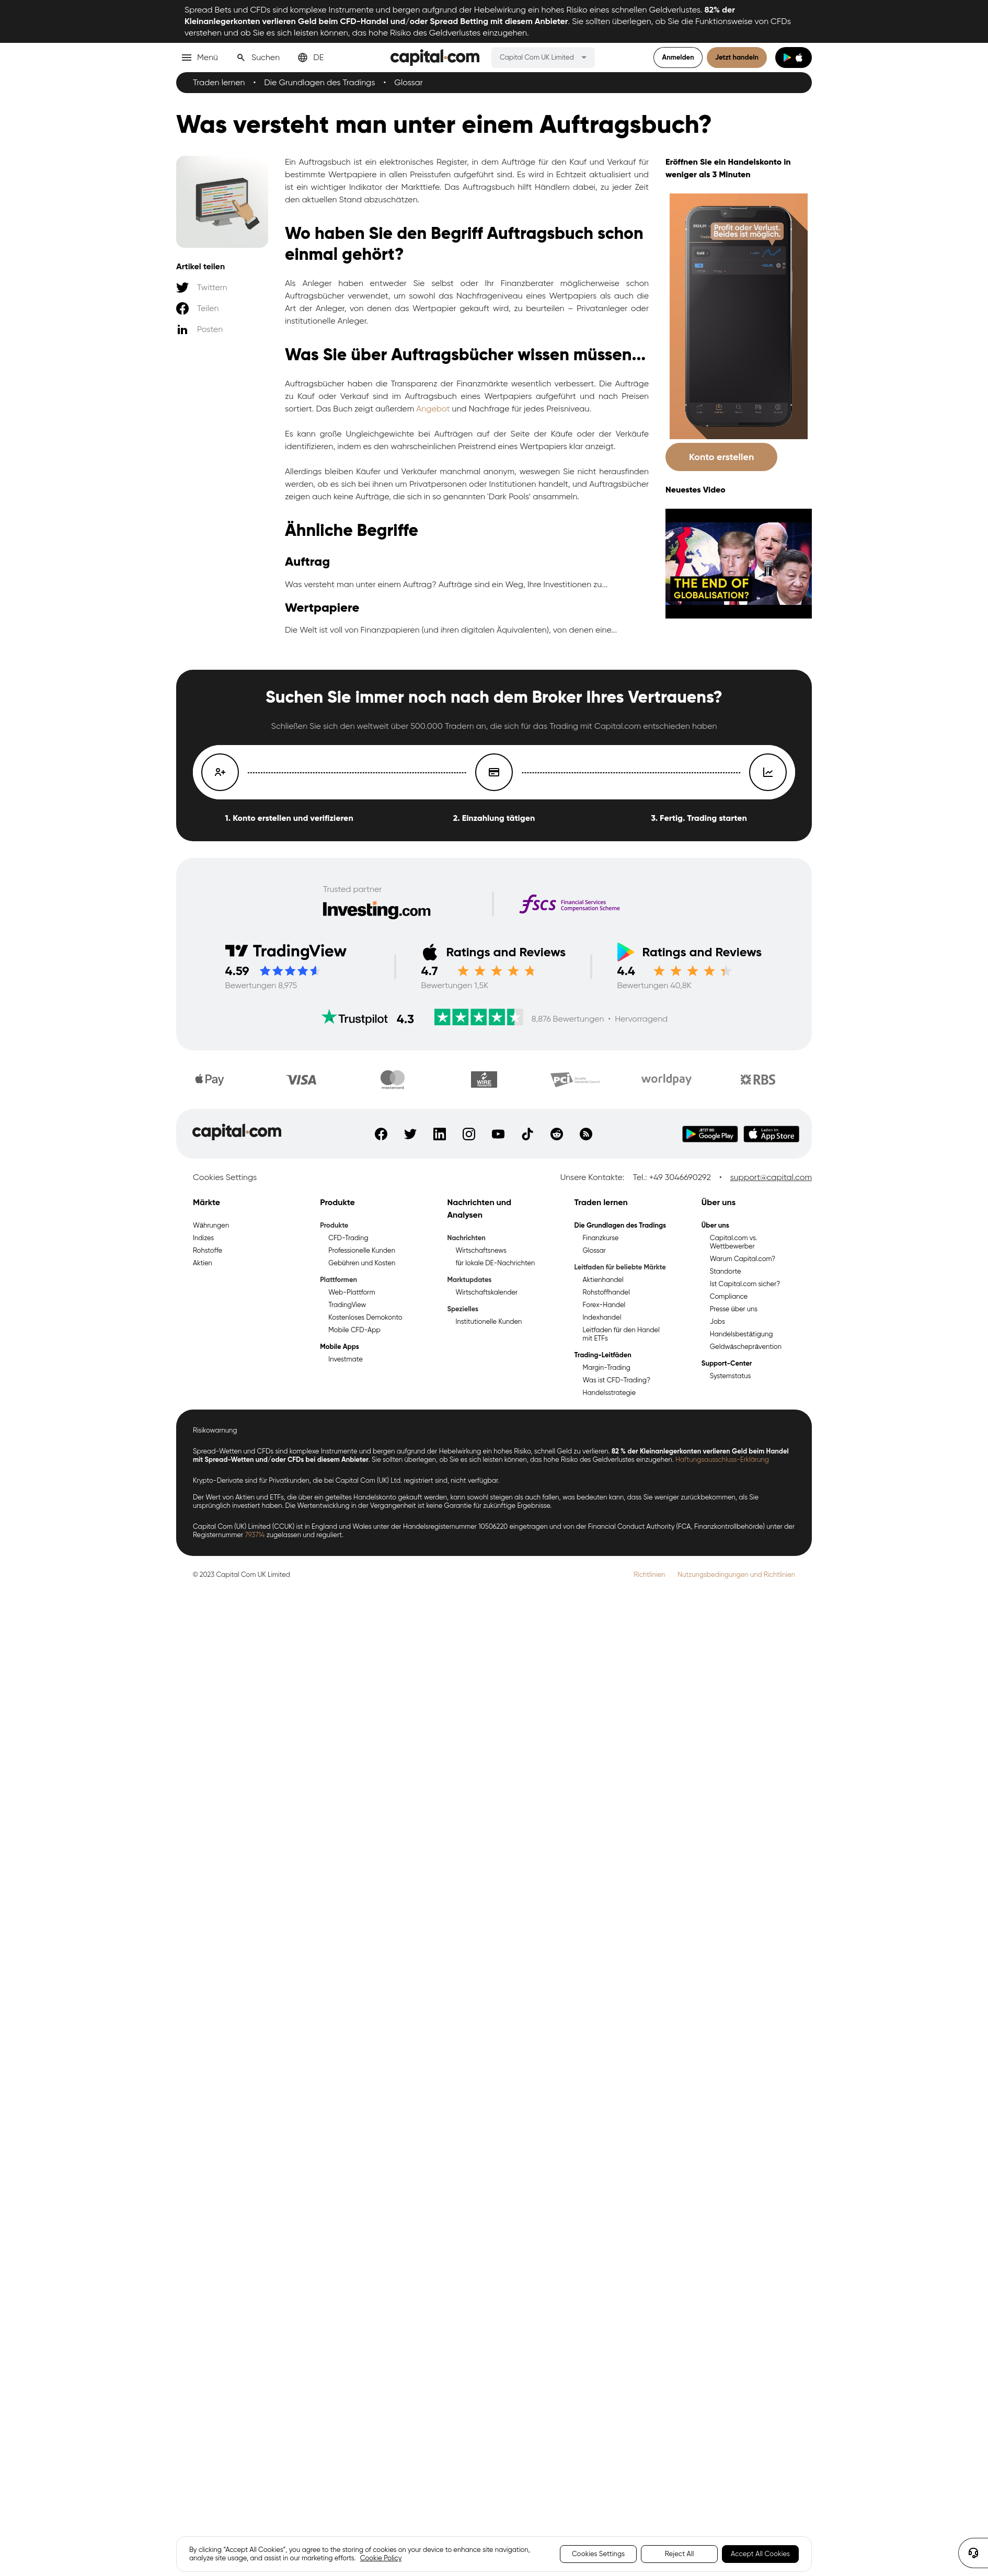 Spread Bets und CFDs sind komplexe Instrumente und bergen aufgrund der Hebelwirkung ein hohes Risiko eines schnellen Geldverlustes. 82% der
Kleinanlegerkonten verlieren Geld beim CFD-Handel und/oder Spread Betting mit diesem Anbieter. Sie sollten überlegen, ob Sie die Funktionsweise von CFDs
verstehen und ob Sie es sich leisten können, das hohe Risiko des Geldverlustes einzugehen.
Menü
Suchen
DE
capital.com
Capital Com UK Limited
Anmelden
Jetzt handeln
Traden lernen • Die Grundlagen des Tradings • Glossar
Was versteht man unter einem Auftragsbuch?
Artikel teilen
Twittern
Teilen
Posten
Ein Auftragsbuch ist ein elektronisches Register, in dem Aufträge für den Kauf und Verkauf für
bestimmte Wertpapiere in allen Preisstufen aufgeführt sind. Es wird in Echtzeit aktualisiert und
ist ein wichtiger Indikator der Markttiefe. Das Auftragsbuch hilft Händlern dabei, zu jeder Zeit
den aktuellen Stand abzuschätzen.
Wo haben Sie den Begriff Auftragsbuch schon
einmal gehört?
Als Anleger haben entweder Sie selbst oder Ihr Finanzberater möglicherweise schon
Auftragsbücher verwendet, um sowohl das Nachfrageniveau eines Wertpapiers als auch die
Art der Anleger, von denen das Wertpapier gekauft wird, zu beurteilen – Privatanleger oder
institutionelle Anleger.
Was Sie über Auftragsbücher wissen müssen...
Auftragsbücher haben die Transparenz der Finanzmärkte wesentlich verbessert. Die Aufträge
zu Kauf oder Verkauf sind im Auftragsbuch eines Wertpapiers aufgeführt und nach Preisen
sortiert. Das Buch zeigt außerdem Angebot und Nachfrage für jedes Preisniveau.
Es kann große Ungleichgewichte bei Aufträgen auf der Seite der Käufe oder der Verkäufe
identifizieren, indem es den wahrscheinlichen Preistrend eines Wertpapiers klar anzeigt.
Allerdings bleiben Käufer und Verkäufer manchmal anonym, weswegen Sie nicht herausfinden
werden, ob es sich bei ihnen um Privatpersonen oder Institutionen handelt, und Auftragsbücher
zeigen auch keine Aufträge, die sich in so genannten 'Dark Pools' ansammeln.
Ähnliche Begriffe
Auftrag
Was versteht man unter einem Auftrag? Aufträge sind ein Weg, Ihre Investitionen zu...
Wertpapiere
Die Welt ist voll von Finanzpapieren (und ihren digitalen Äquivalenten), von denen eine...
Eröffnen Sie ein Handelskonto in
weniger als 3 Minuten
Profit oder Verlust.
Beides ist möglich.
Konto erstellen
Neuestes Video
THE END OF
GLOBALISATION?
Suchen Sie immer noch nach dem Broker Ihres Vertrauens?
Schließen Sie sich den weltweit über 500.000 Tradern an, die sich für das Trading mit Capital.com entschieden haben
1. Konto erstellen und verifizieren
2. Einzahlung tätigen
3. Fertig. Trading starten
Trusted partner
Investing.com
fscs Financial Services
Compensation Scheme
TradingView
4.59
Bewertungen 8,975
Ratings and Reviews
4.7
Bewertungen 1,5K
Ratings and Reviews
4.4
Bewertungen 40,8K
Trustpilot 4.3
8,876 Bewertungen • Hervorragend
Pay
VISA
mastercard
WIRE
PCI
worldpay
RBS
capital.com
JETZT BEI
Google Play
Laden im
App Store
Cookies Settings
Unsere Kontakte: Tel.: +49 3046690292 • support@capital.com
Märkte
Währungen
Indizes
Rohstoffe
Aktien
Produkte
Produkte
CFD-Trading
Professionelle Kunden
Gebühren und Kosten
Plattformen
Web-Plattform
TradingView
Kostenloses Demokonto
Mobile CFD-App
Mobile Apps
Investmate
Nachrichten und
Analysen
Nachrichten
Wirtschaftsnews
für lokale DE-Nachrichten
Marktupdates
Wirtschaftskalender
Spezielles
Institutionelle Kunden
Traden lernen
Die Grundlagen des Tradings
Finanzkurse
Glossar
Leitfaden für beliebte Märkte
Aktienhandel
Rohstoffhandel
Forex-Handel
Indexhandel
Leitfaden für den Handel
mit ETFs
Trading-Leitfäden
Margin-Trading
Was ist CFD-Trading?
Handelsstrategie
Über uns
Über uns
Capital.com vs.
Wettbewerber
Warum Capital.com?
Standorte
Ist Capital.com sicher?
Compliance
Presse über uns
Jobs
Handelsbestätigung
Geldwäscheprävention
Support-Center
Systemstatus
Risikowarnung
Spread-Wetten und CFDs sind komplexe Instrumente und bergen aufgrund der Hebelwirkung ein hohes Risiko, schnell Geld zu verlieren. 82 % der Kleinanlegerkonten verlieren Geld beim Handel
mit Spread-Wetten und/oder CFDs bei diesem Anbieter. Sie sollten überlegen, ob Sie es sich leisten können, das hohe Risiko des Geldverlustes einzugehen. Haftungsausschluss-Erklärung
Krypto-Derivate sind für Privatkunden, die bei Capital Com (UK) Ltd. registriert sind, nicht verfügbar.
Der Wert von Aktien und ETFs, die über ein geteiltes Handelskonto gekauft werden, kann sowohl steigen als auch fallen, was bedeuten kann, dass Sie weniger zurückbekommen, als Sie
ursprünglich investiert haben. Die Wertentwicklung in der Vergangenheit ist keine Garantie für zukünftige Ergebnisse.
Capital Com (UK) Limited (CCUK) ist in England und Wales unter der Handelsregisternummer 10506220 eingetragen und von der Financial Conduct Authority (FCA, Finanzkontrollbehörde) unter der
Registernummer 793714 zugelassen und reguliert.
© 2023 Capital Com UK Limited
Richtlinien
Nutzungsbedingungen und Richtlinien
By clicking “Accept All Cookies”, you agree to the storing of cookies on your device to enhance site navigation,
analyze site usage, and assist in our marketing efforts. Cookie Policy
Cookies Settings
Reject All
Accept All Cookies